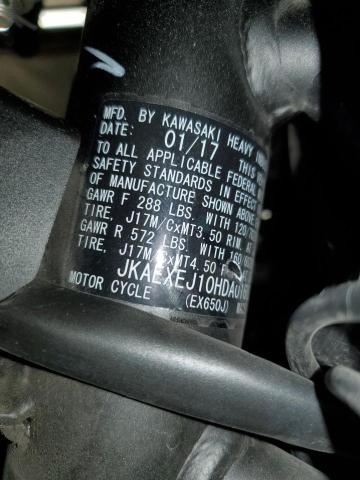 MFD. BY KAWASAKI HEAVY
DATE: 01/17 THIS
TO ALL APPLICABLE FEDERAL
SAFETY STANDARDS IN EFFECT
OF MANUFACTURE SHOWN ABOVE.
GAWR F 288 LBS. WITH 120/
TIRE, J17M/CxMT3.50 RIM AT
GAWR R 572 LBS. WITH 160
TIRE, J17M/CxMT4.50
JKAEXEJ10HDA0
MOTOR CYCLE (EX650J)